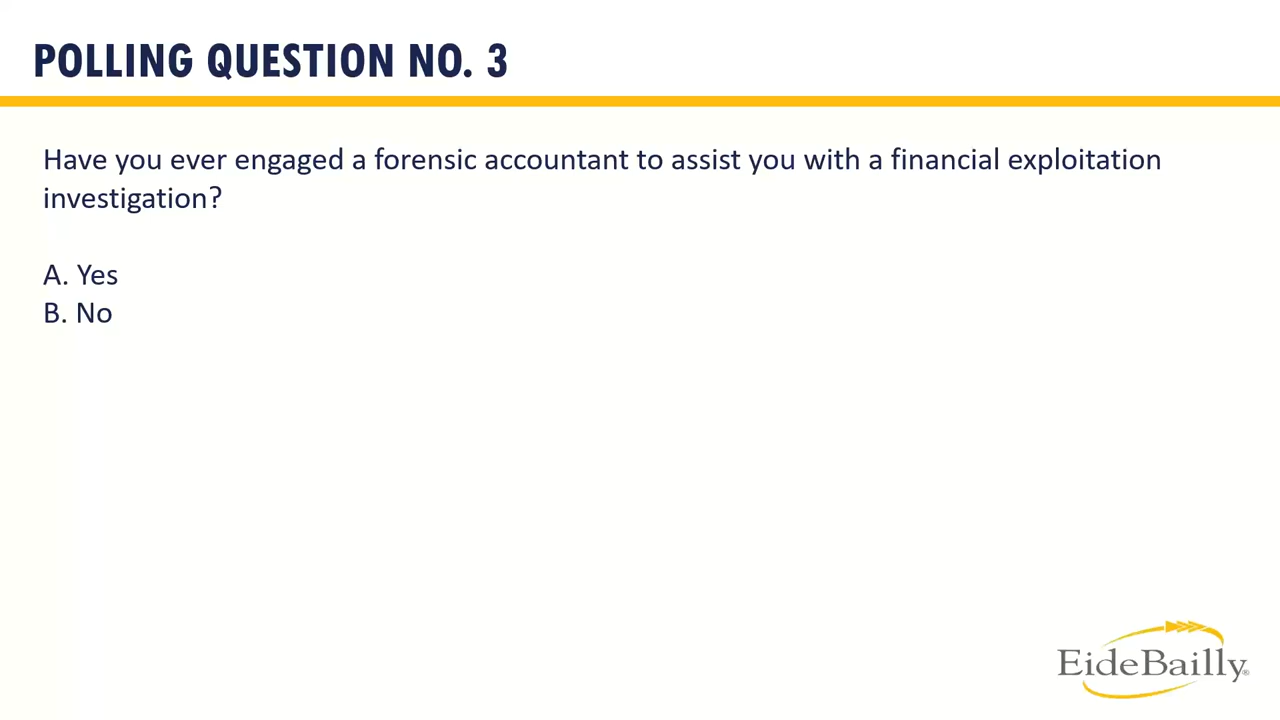 POLLING QUESTION NO. 3
Have you ever engaged a forensic accountant to assist you with a financial exploitation
investigation?
A. Yes
B. No
EideBailly®